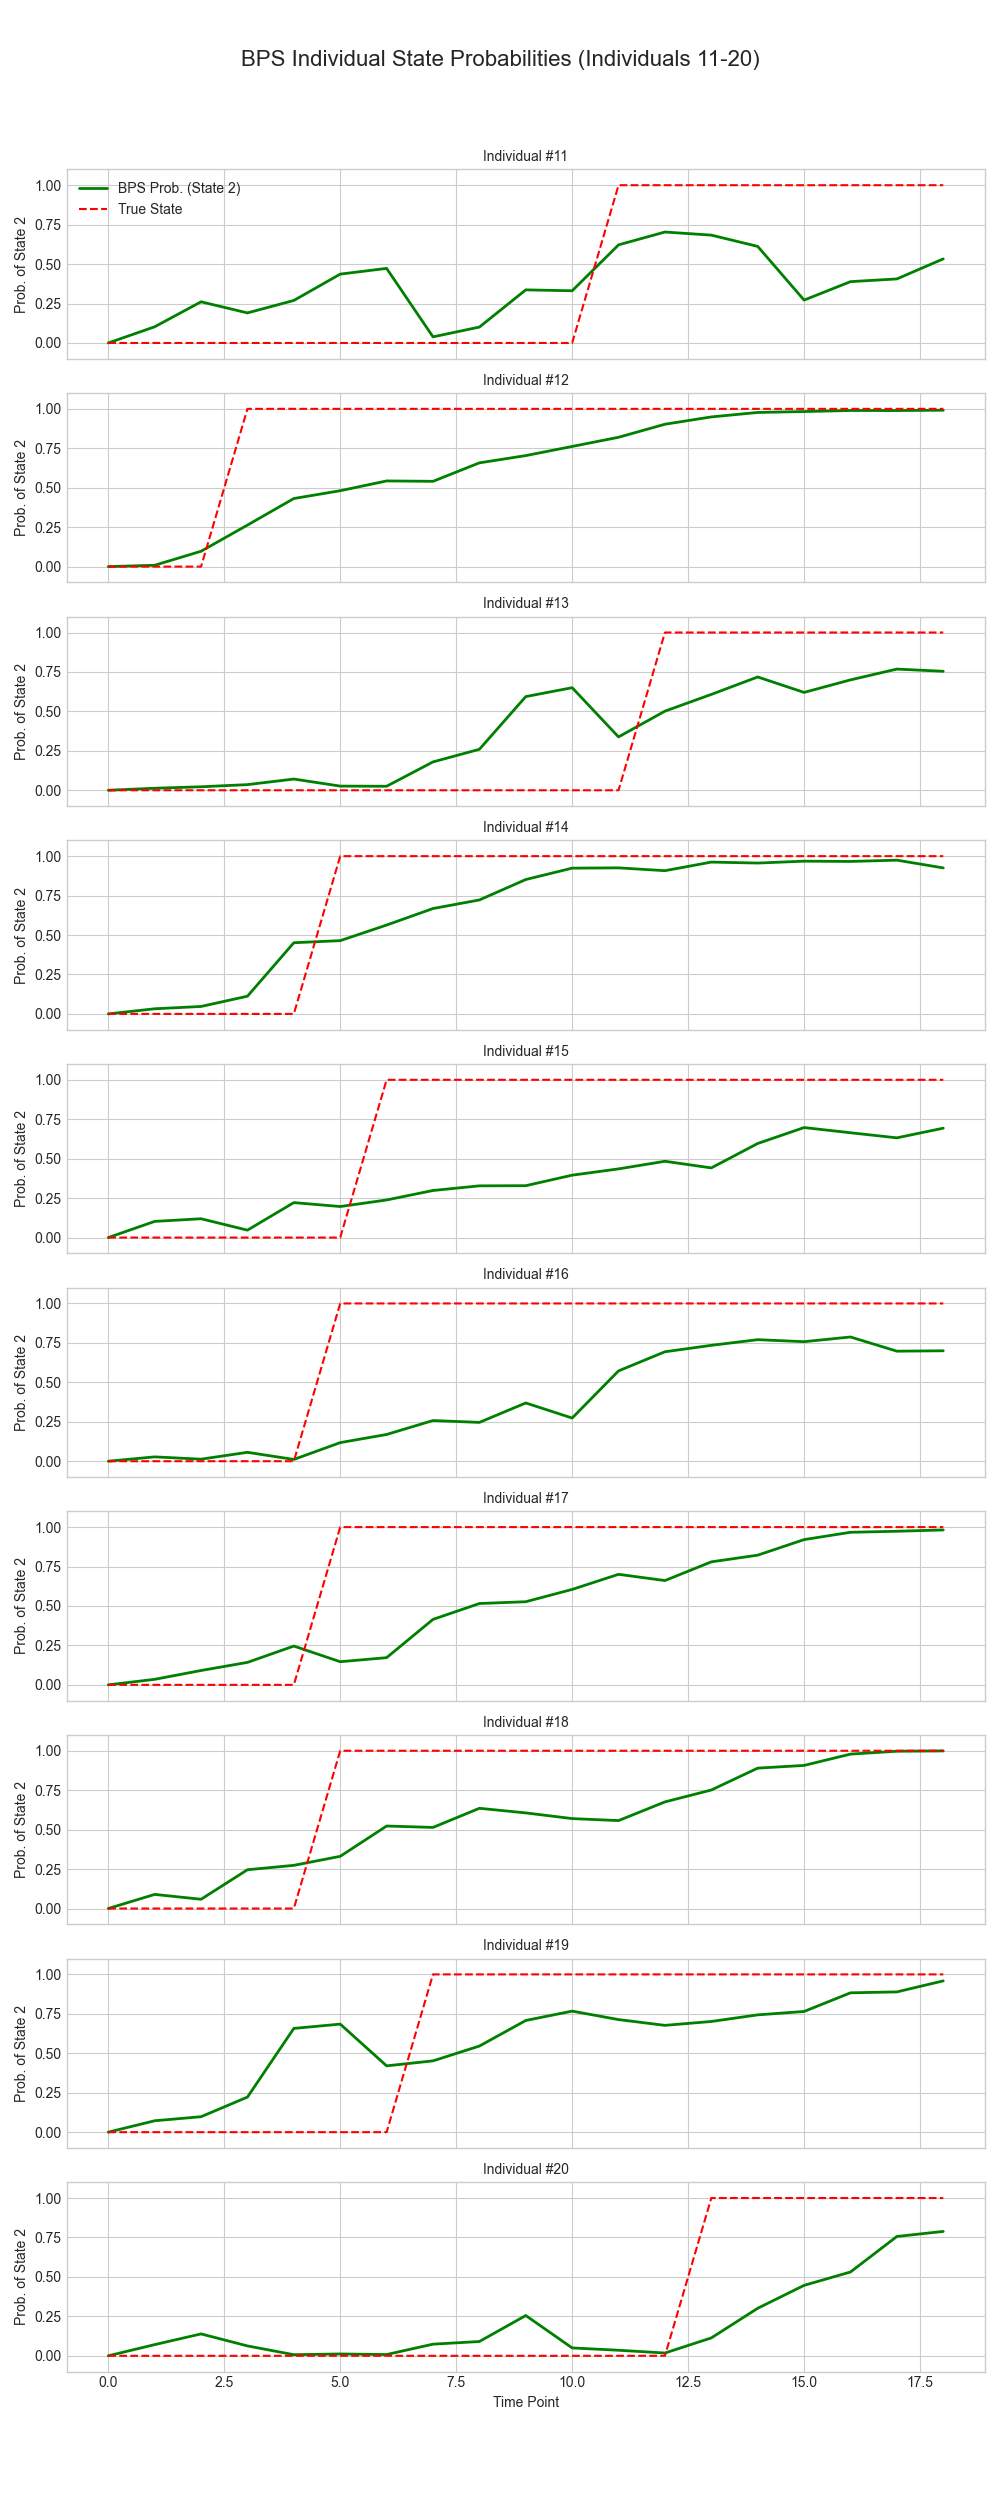 BPS Individual State Probabilities (Individuals 11-20)
Individual #11
BPS Prob. (State 2)
True State
1.00
0.75
0.50
0.25
0.00
Prob. of State 2
Individual #12
1.00
0.75
0.50
0.25
0.00
Prob. of State 2
Individual #13
1.00
0.75
0.50
0.25
0.00
Prob. of State 2
Individual #14
1.00
0.75
0.50
0.25
0.00
Prob. of State 2
Individual #15
1.00
0.75
0.50
0.25
0.00
Prob. of State 2
Individual #16
1.00
0.75
0.50
0.25
0.00
Prob. of State 2
Individual #17
1.00
0.75
0.50
0.25
0.00
Prob. of State 2
Individual #18
1.00
0.75
0.50
0.25
0.00
Prob. of State 2
Individual #19
1.00
0.75
0.50
0.25
0.00
Prob. of State 2
Individual #20
1.00
0.75
0.50
0.25
0.00
Prob. of State 2
0.0 2.5 5.0 7.5 10.0 12.5 15.0 17.5
Time Point